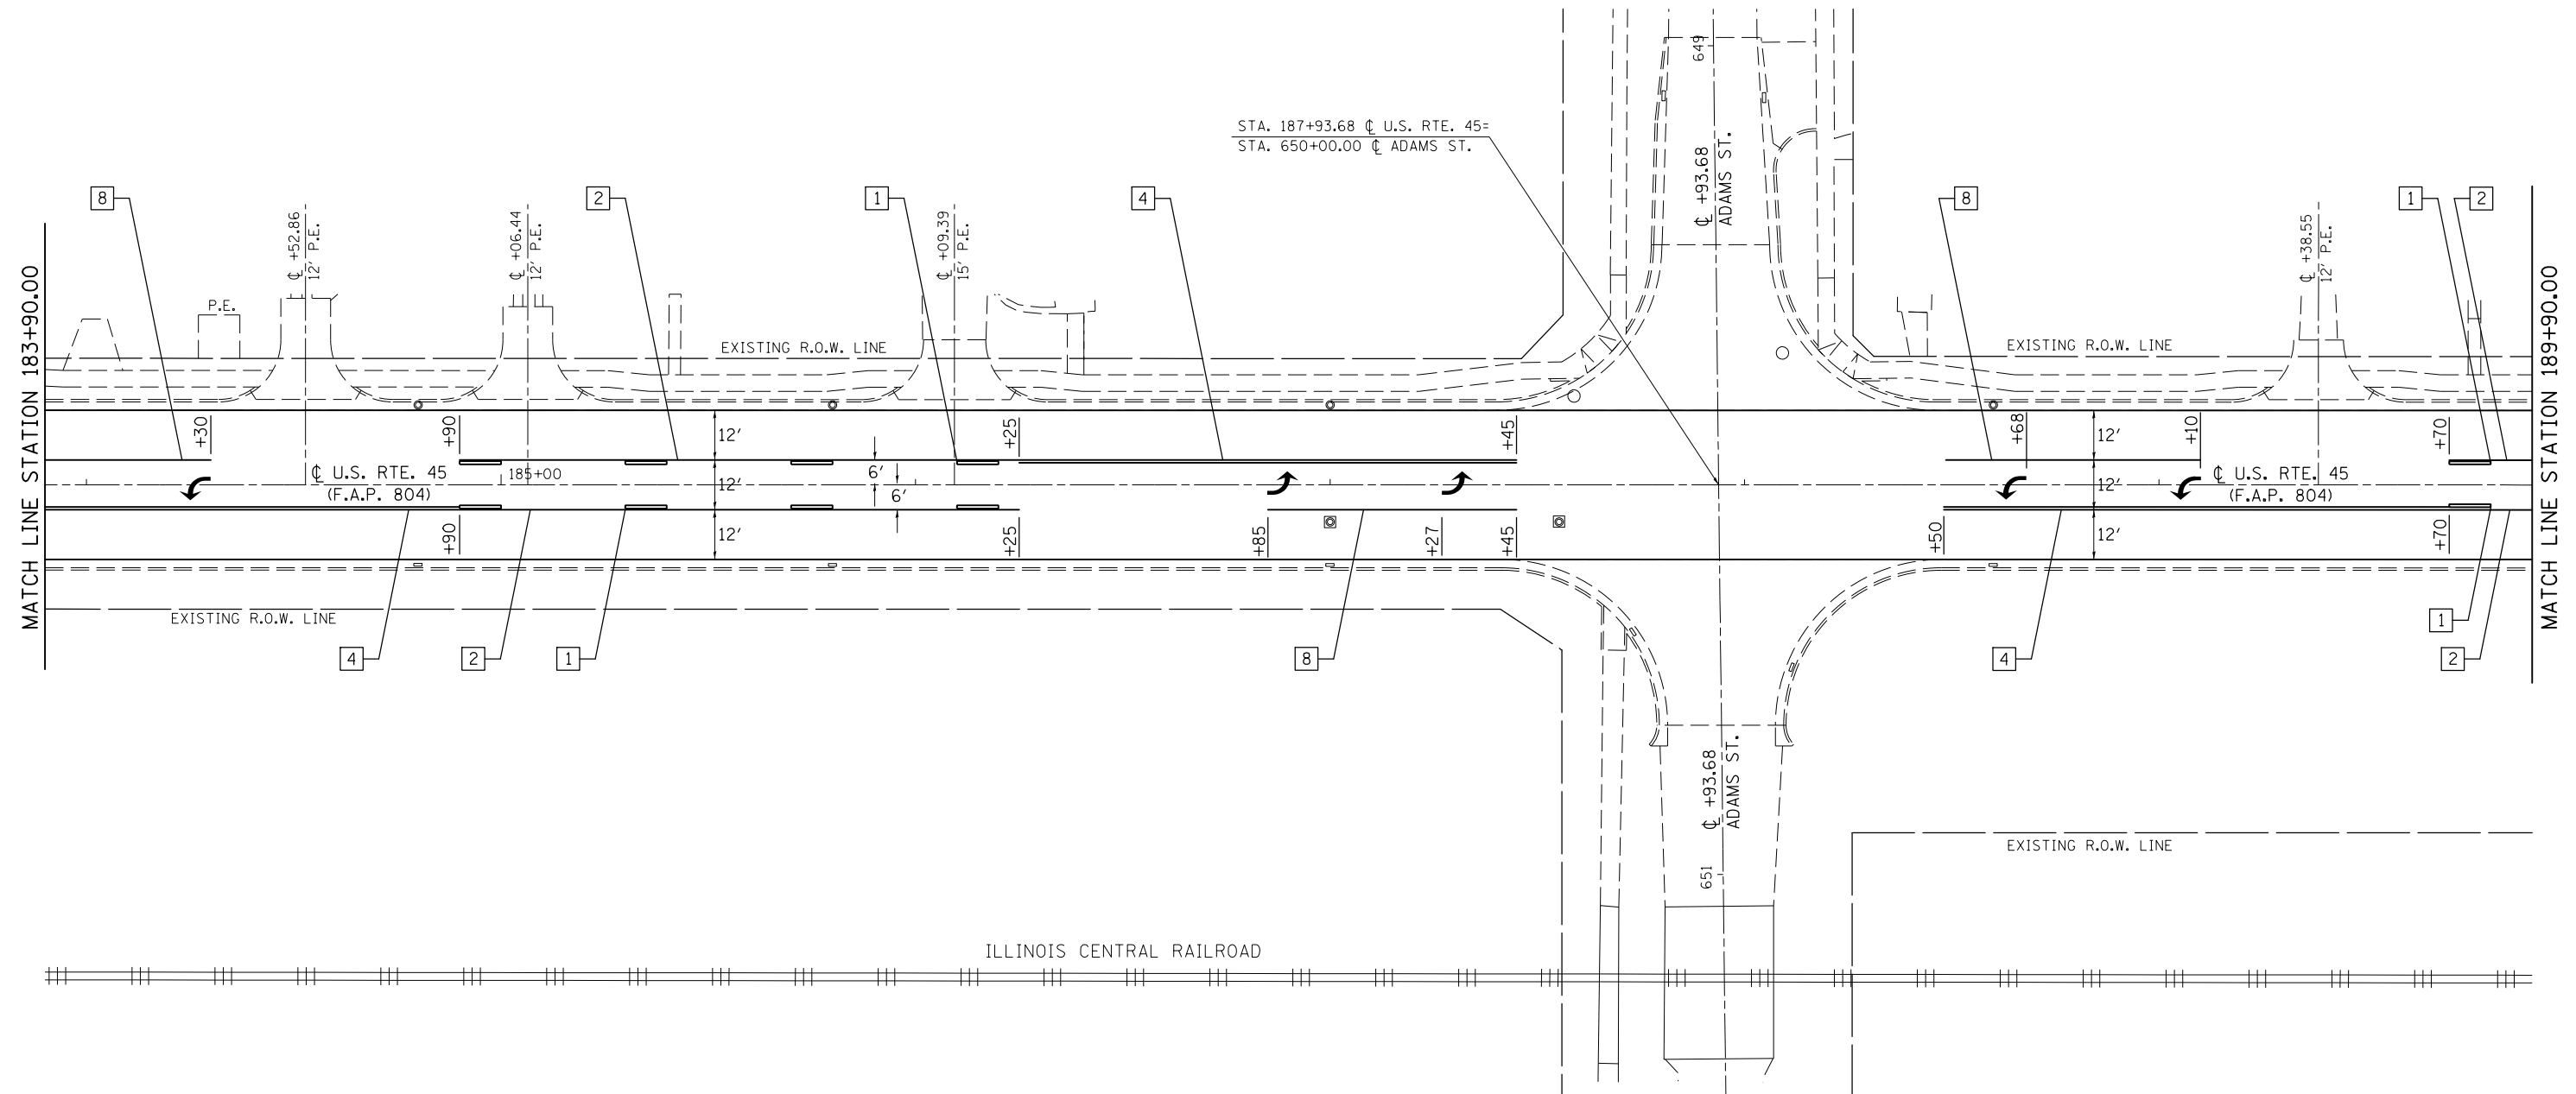 STA. 187+93.68 ℄ U.S. RTE. 45=
STA. 650+00.00 ℄ ADAMS ST.
649
℄ +93.68
ADAMS ST.
8
2
1
4
8
1
2
℄ +52.86
12' P.E.
℄ +06.44
12' P.E.
℄ +09.39
15' P.E.
℄ +38.55
12' P.E.
P.E.
MATCH LINE STATION 183+90.00
MATCH LINE STATION 189+90.00
EXISTING R.O.W. LINE
EXISTING R.O.W. LINE
+30
+90
+25
+45
+68
+10
+70
12'
12'
℄ U.S. RTE. 45
(F.A.P. 804)
185+00
12'
6'
6'
12'
℄ U.S. RTE. 45
(F.A.P. 804)
+90
12'
+25
+85
+27
+45
+50
12'
+70
EXISTING R.O.W. LINE
4
2
1
8
4
1
2
℄ +93.68
ADAMS ST.
651
EXISTING R.O.W. LINE
ILLINOIS CENTRAL RAILROAD